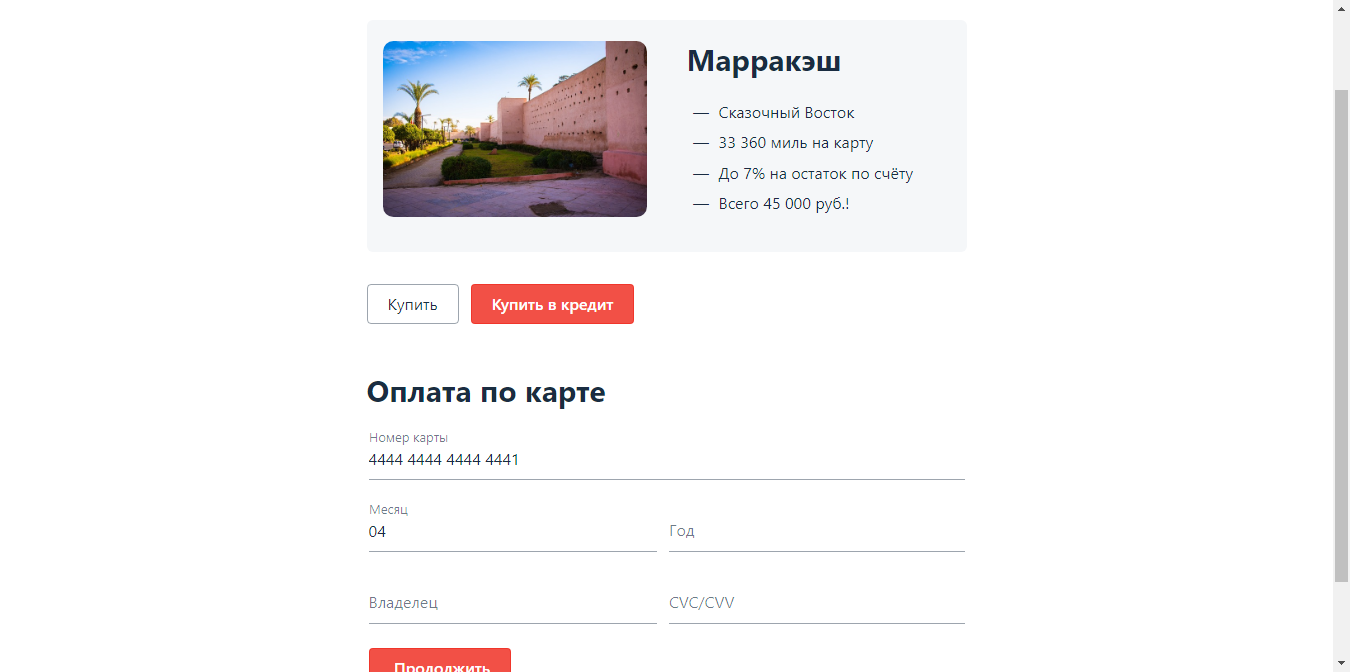 Марракэш
— Сказочный Восток
— 33 360 миль на карту
— До 7% на остаток по счёту
— Всего 45 000 руб.!
Купить
Купить в кредит
Оплата по карте
Номер карты
4444 4444 4444 4441
Месяц
04
Год
Владелец
CVC/CVV
Продолжить